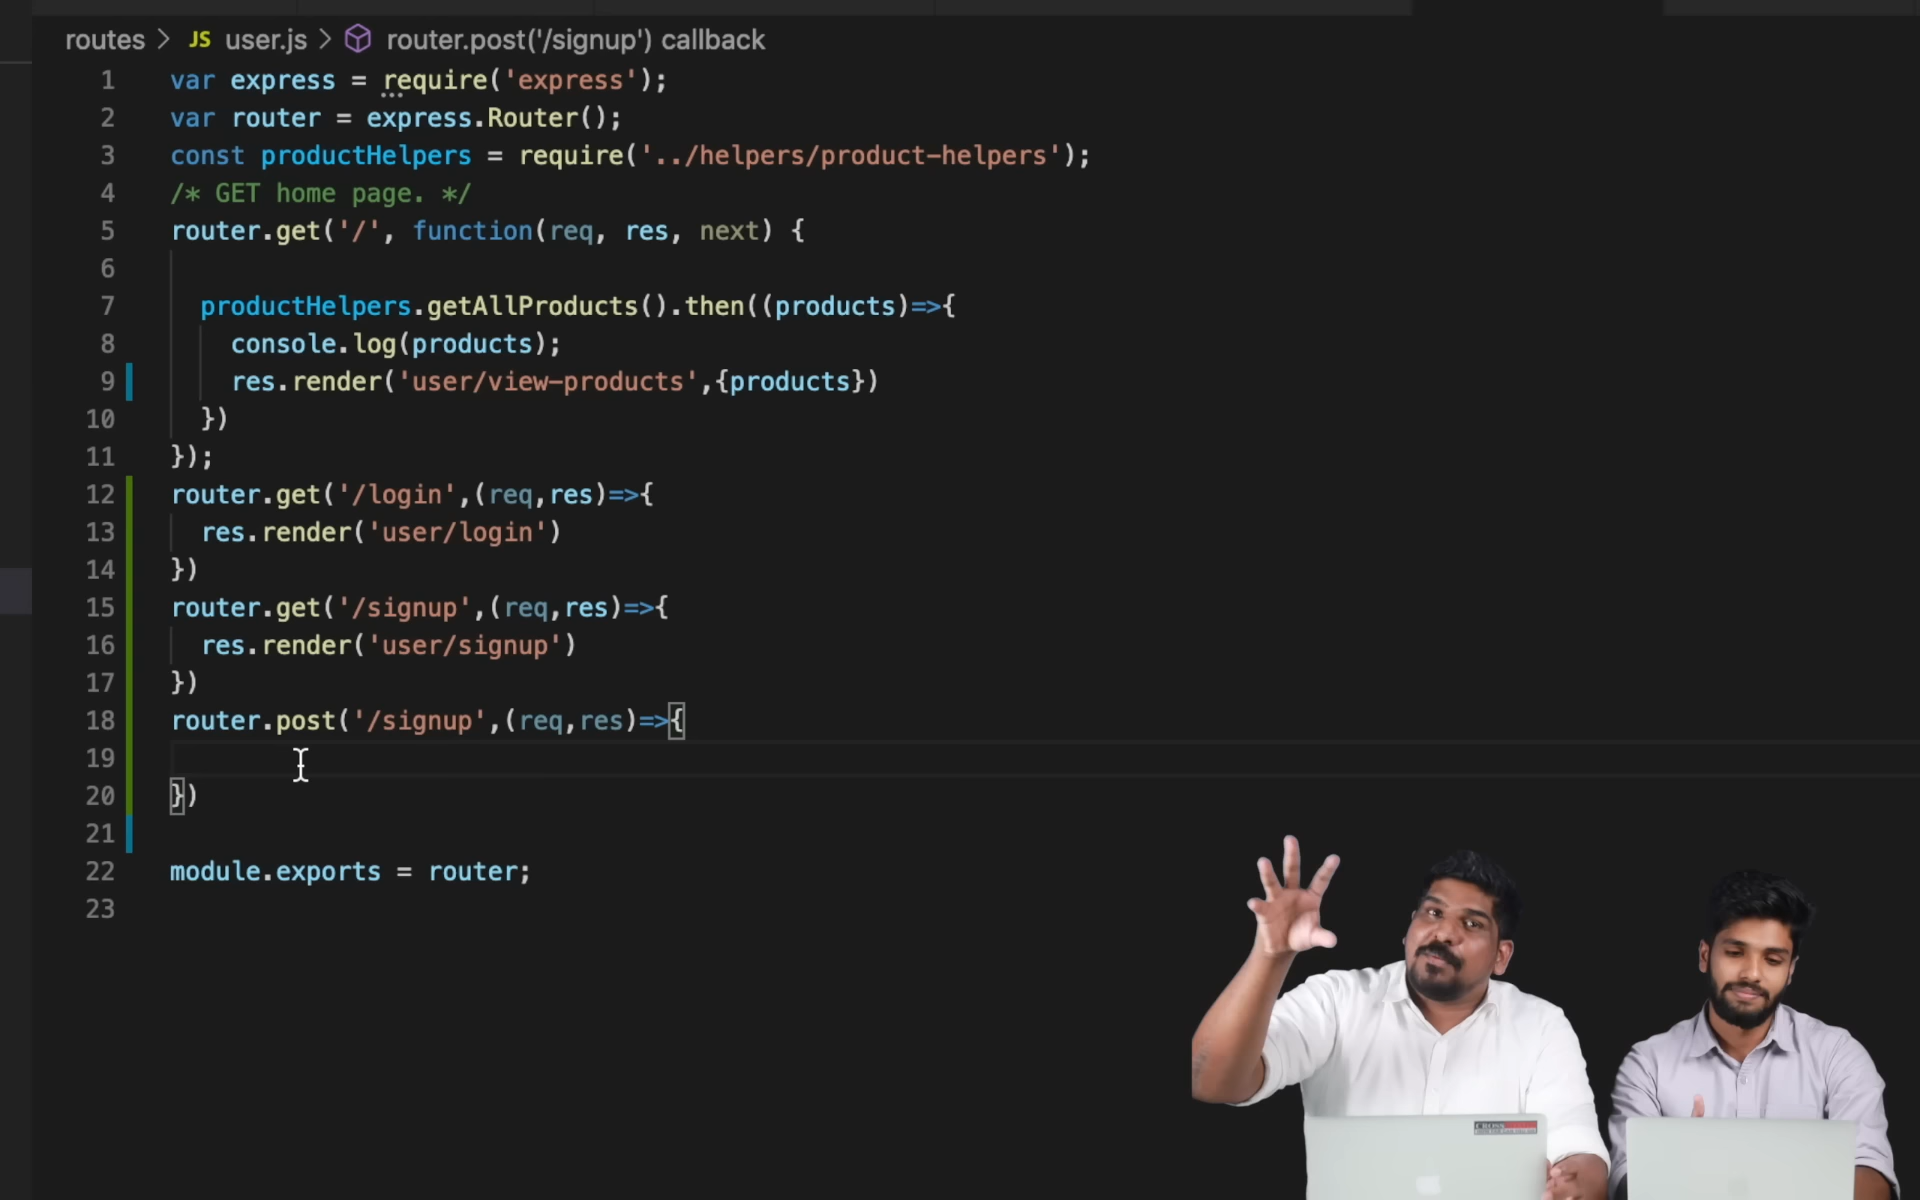 routes > JS user.js > router.post('/signup') callback
1 var express = require('express');
2 var router = express.Router();
3 const productHelpers = require('../helpers/product-helpers');
4 /* GET home page. */
5 router.get('/', function(req, res, next) {
6
7 productHelpers.getAllProducts().then((products)=>{
8 console.log(products);
9 res.render('user/view-products',{products})
10 })
11 });
12 router.get('/login',(req,res)=>{
13 res.render('user/login')
14 })
15 router.get('/signup',(req,res)=>{
16 res.render('user/signup')
17 })
18 router.post('/signup',(req,res)=>{
19
20 })
21
22 module.exports = router;
23
CROSS